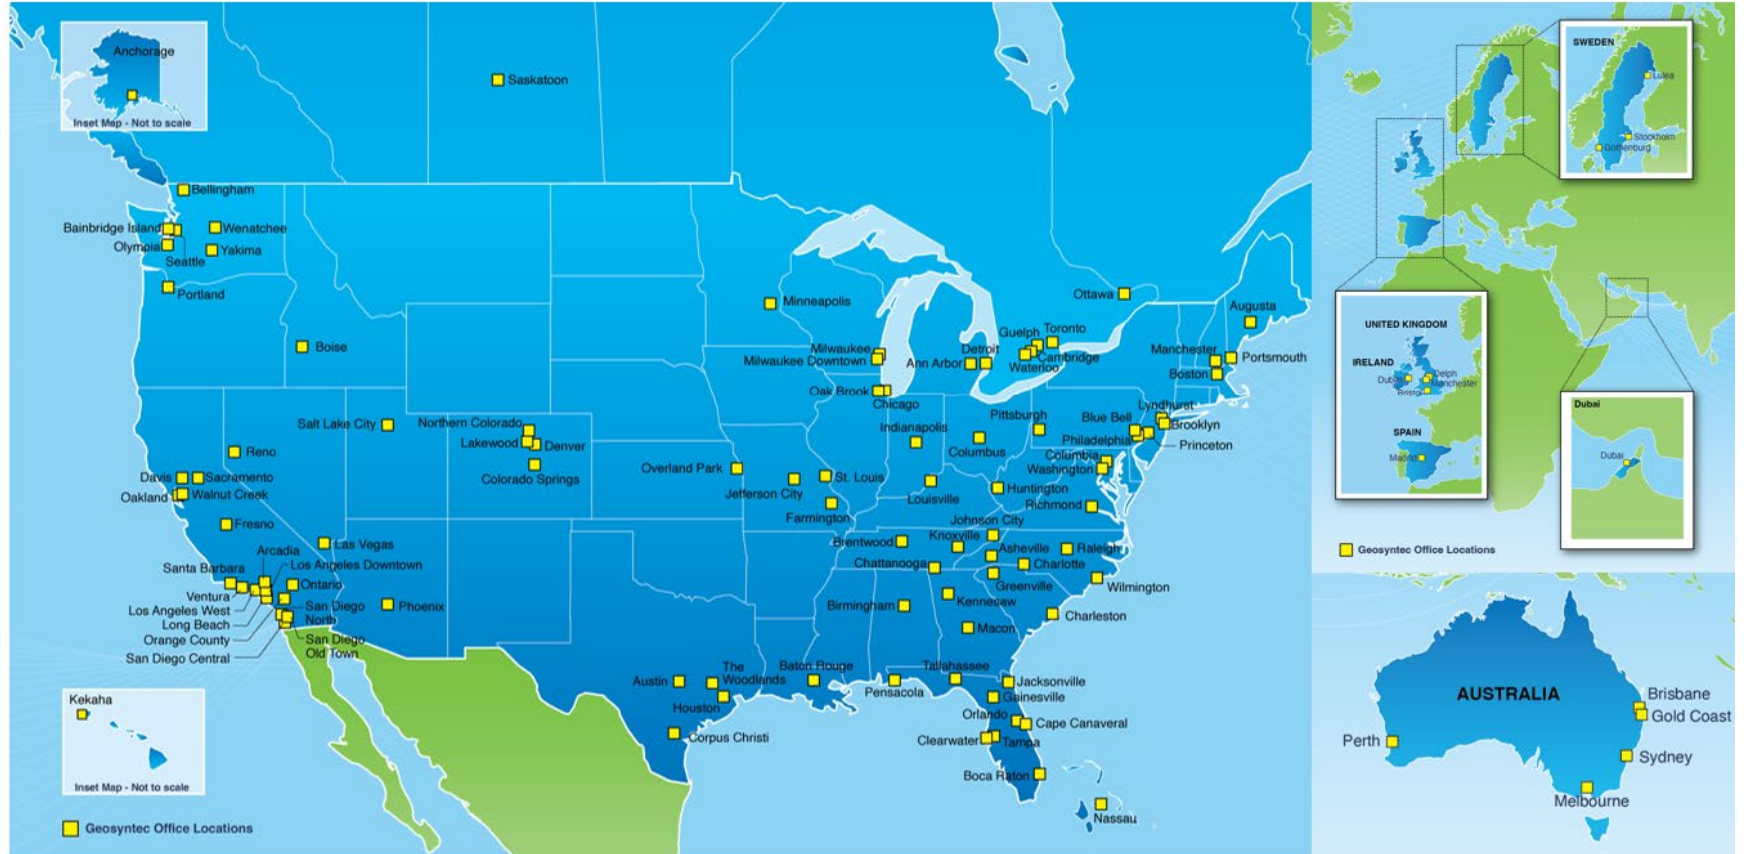 Anchorage
Inset Map - Not to scale
Saskatoon
Bellingham
Bainbridge Island
Wenatchee
Olympia
Seattle
Yakima
Portland
Boise
Minneapolis
Milwaukee
Milwaukee Downtown
Oak Brook
Chicago
Ann Arbor
Detroit
Guelph
Toronto
Cambridge
Waterloo
Ottawa
Augusta
Manchester
Portsmouth
Boston
Salt Lake City
Northern Colorado
Lakewood
Denver
Colorado Springs
Reno
Davis
Sacramento
Oakland
Walnut Creek
Fresno
Las Vegas
Overland Park
Jefferson City
St. Louis
Farmington
Indianapolis
Columbus
Pittsburgh
Louisville
Huntington
Blue Bell
Lyndhurst
Brooklyn
Philadelphia
Princeton
Columbia
Washington
Richmond
Johnson City
Brentwood
Knoxville
Asheville
Raleigh
Chattanooga
Charlotte
Greenville
Wilmington
Birmingham
Kennesaw
Charleston
Macon
Arcadia
Santa Barbara
Los Angeles Downtown
Ventura
Ontario
Los Angeles West
Long Beach
Orange County
San Diego Central
San Diego
North
San Diego
Old Town
Phoenix
Austin
The
Woodlands
Houston
Corpus Christi
Baton Rouge
Pensacola
Tallahassee
Jacksonville
Gainesville
Orlando
Cape Canaveral
Clearwater
Tampa
Boca Raton
Nassau
Kekaha
Inset Map - Not to scale
Geosyntec Office Locations
SWEDEN
Lulea
Stockholm
Gothenburg
UNITED KINGDOM
IRELAND
Dublin
Delph
Manchester
Bristol
SPAIN
Madrid
Dubai
Dubai
Geosyntec Office Locations
AUSTRALIA
Brisbane
Gold Coast
Perth
Sydney
Melbourne